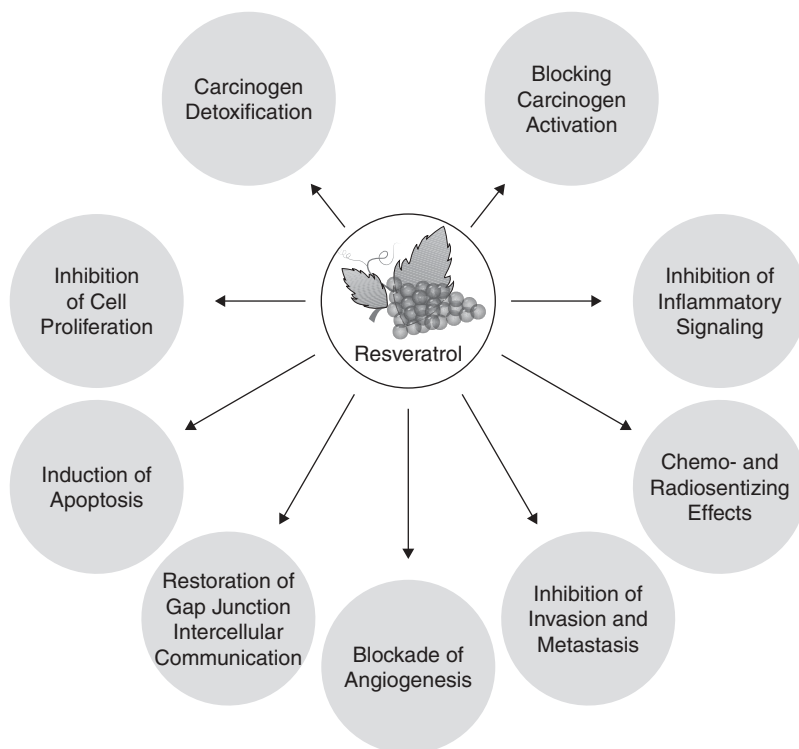 Carcinogen
Detoxification
Blocking
Carcinogen
Activation
Inhibition
of Cell
Proliferation
Resveratrol
Inhibition of
Inflammatory
Signaling
Induction of
Apoptosis
Chemo- and
Radiosentizing
Effects
Restoration of
Gap Junction
Intercellular
Communication
Blockade of
Angiogenesis
Inhibition of
Invasion and
Metastasis